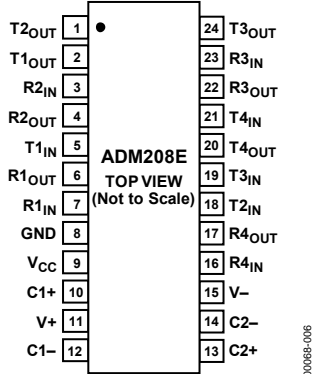 T2OUT 1 24 T3OUT
T1OUT 2 23 R3IN
R2IN 3 22 R3OUT
R2OUT 4 21 T4IN
T1IN 5 20 T4OUT
R1OUT 6 19 T3IN
R1IN 7 18 T2IN
GND 8 17 R4OUT
VCC 9 16 R4IN
C1+ 10 15 V–
V+ 11 14 C2–
C1– 12 13 C2+
ADM208E
TOP VIEW
(Not to Scale)
00068-006